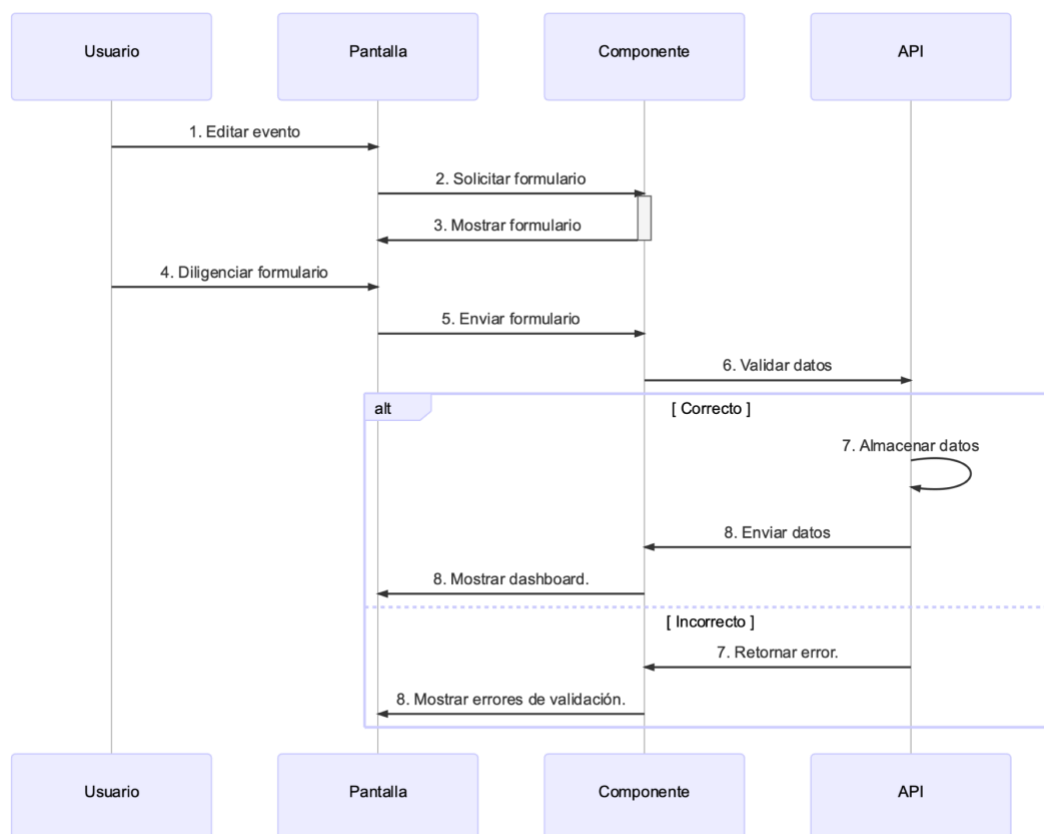 Usuario
Pantalla
Componente
API
1. Editar evento
2. Solicitar formulario
3. Mostrar formulario
4. Diligenciar formulario
5. Enviar formulario
6. Validar datos
alt
[ Correcto ]
7. Almacenar datos
8. Enviar datos
8. Mostrar dashboard.
[ Incorrecto ]
7. Retornar error.
8. Mostrar errores de validación.
Usuario
Pantalla
Componente
API